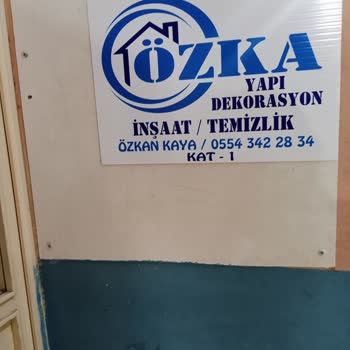 ÖZKA
YAPI
DEKORASYON
İNŞAAT / TEMİZLİK
ÖZKAN KAYA / 0554 342 28 34
KAT - 1